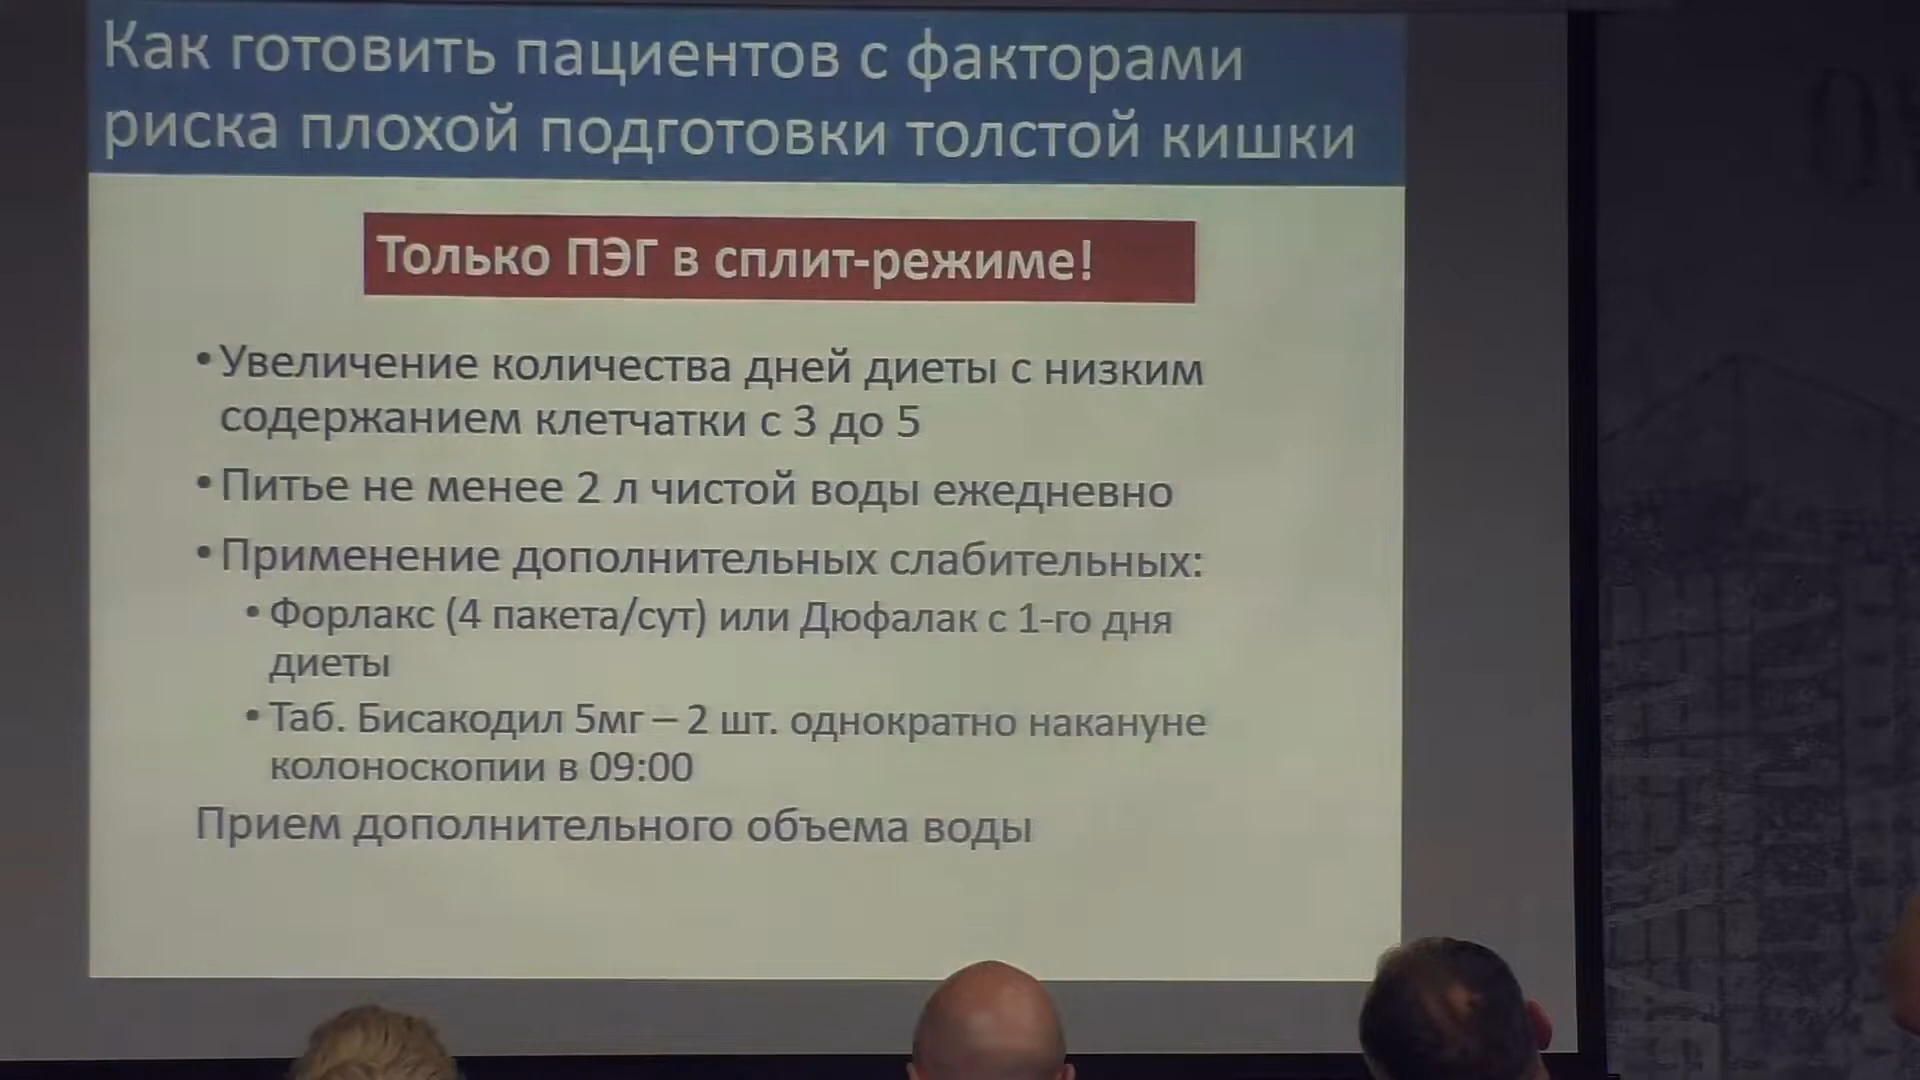 Как готовить пациентов с факторами
риска плохой подготовки толстой кишки
Только ПЭГ в сплит-режиме!
• Увеличение количества дней диеты с низким
содержанием клетчатки с 3 до 5
• Питье не менее 2 л чистой воды ежедневно
• Применение дополнительных слабительных:
• Форлакс (4 пакета/сут) или Дюфалак с 1-го дня
диеты
• Таб. Бисакодил 5мг – 2 шт. однократно накануне
колоноскопии в 09:00
Прием дополнительного объема воды